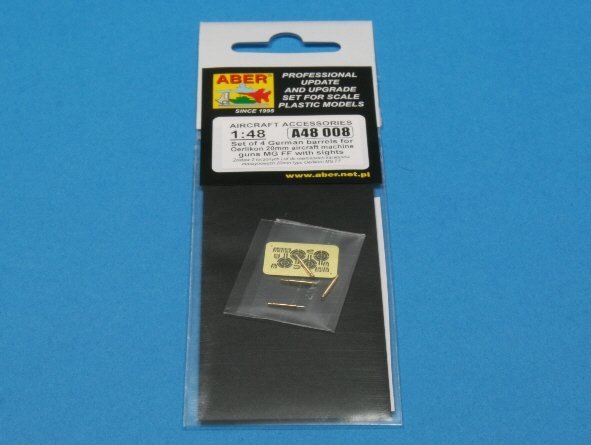 ABER
SINCE 1995
PROFESSIONAL
UPDATE
AND UPGRADE
SET FOR SCALE
PLASTIC MODELS
AIRCRAFT ACCESSORIES
1:48
A48 008
Set of 4 German barrels for
Oerlikon 20mm aircraft machine
guns MG FF with sights
www.aber.net.pl